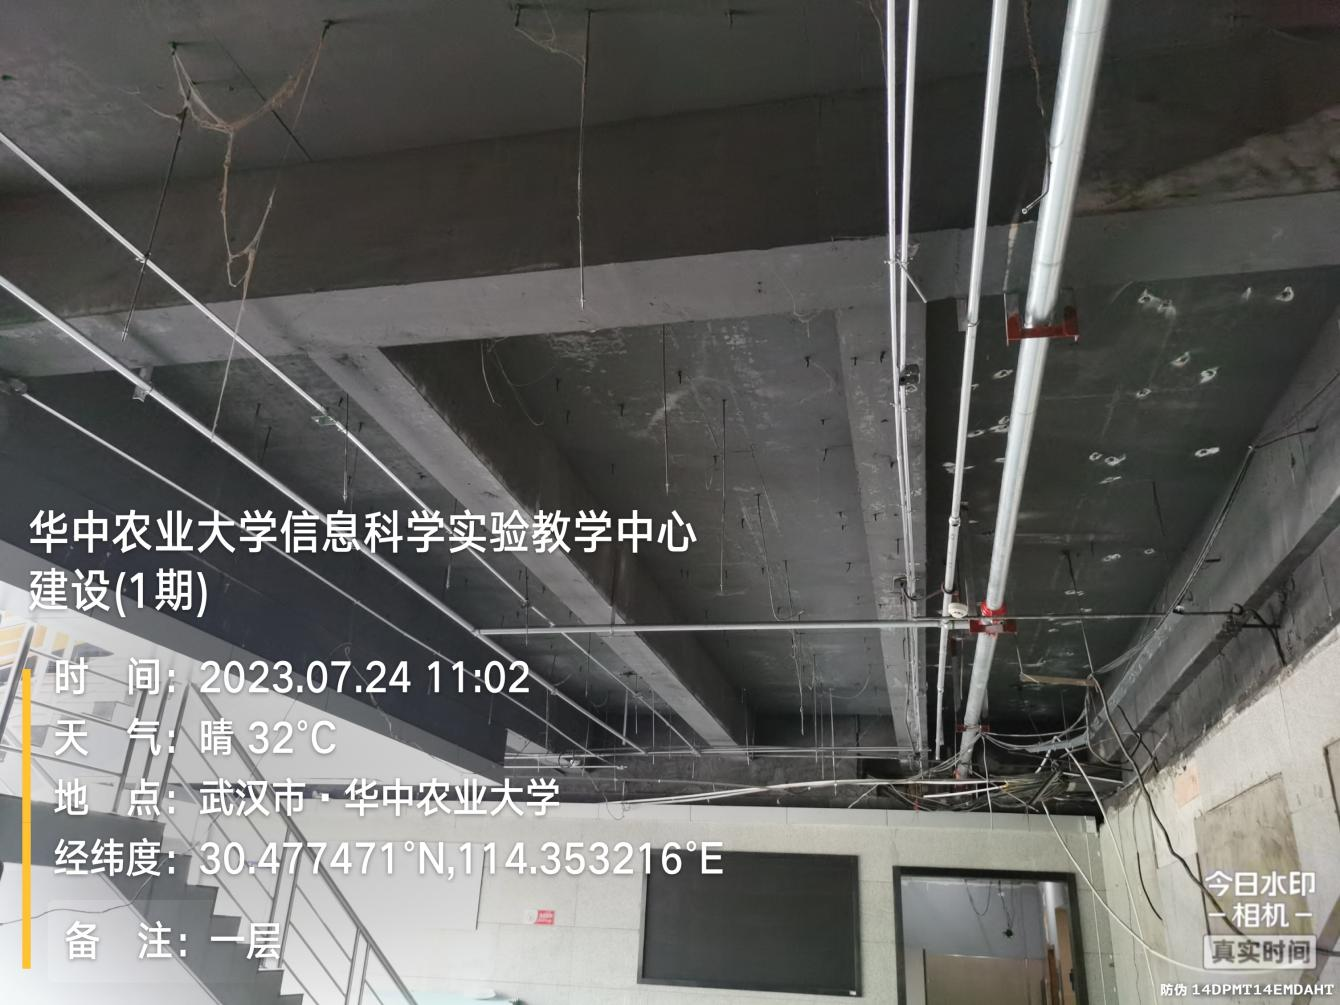 华中农业大学信息科学实验教学中心
建设(1期)
时 间：2023.07.24 11:02
天 气：晴 32°C
地 点：武汉市·华中农业大学
经纬度：30.477471°N,114.353216°E
备 注：一层
今日水印
相机
真实时间
防伪 14DPMT14EMDAHT